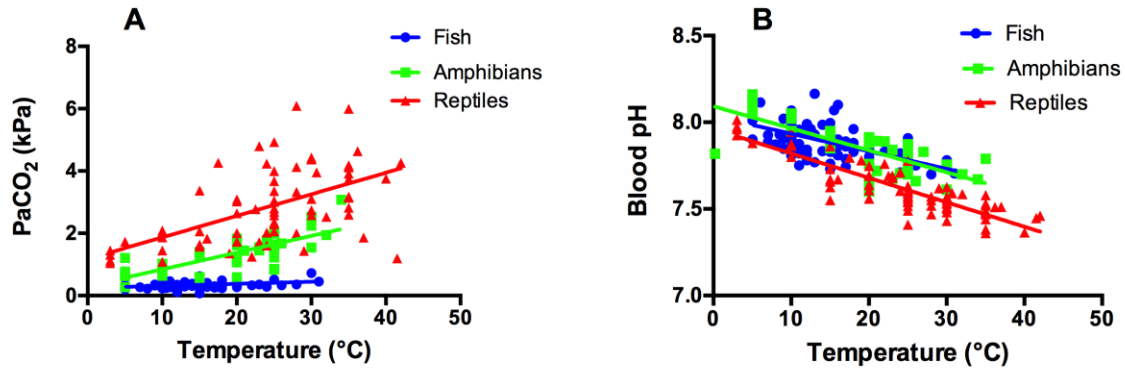 A
Fish
Amphibians
Reptiles
PaCO2 (kPa)
8
6
4
2
0
0 10 20 30 40 50
Temperature (°C)
B
Fish
Amphibians
Reptiles
Blood pH
8.5
8.0
7.5
7.0
0 10 20 30 40 50
Temperature (°C)